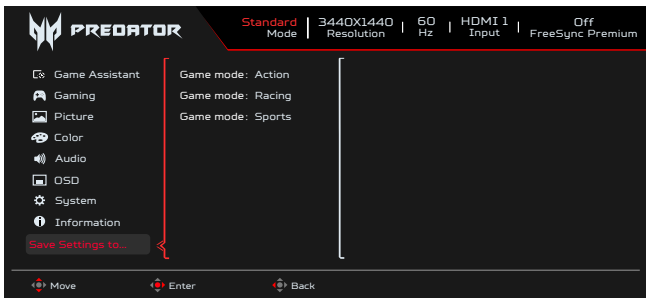 PREDATOR
Standard Mode
3440X1440 Resolution
60 Hz
HDMI 1 Input
Off FreeSync Premium
Game Assistant
Gaming
Picture
Color
Audio
OSD
System
Information
Save Settings to...
Game mode: Action
Game mode: Racing
Game mode: Sports
Move
Enter
Back